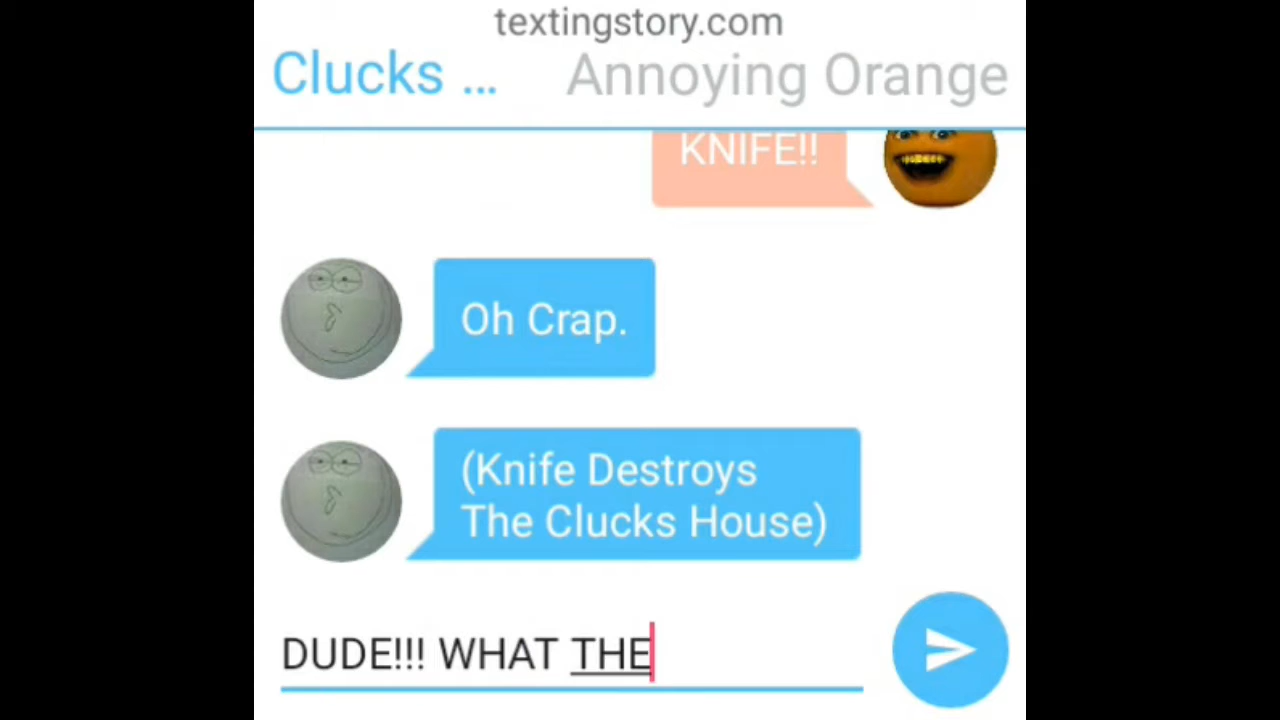 textingstory.com
Clucks ...
Annoying Orange
KNIFE!!
Oh Crap.
(Knife Destroys
The Clucks House)
DUDE!!! WHAT THE